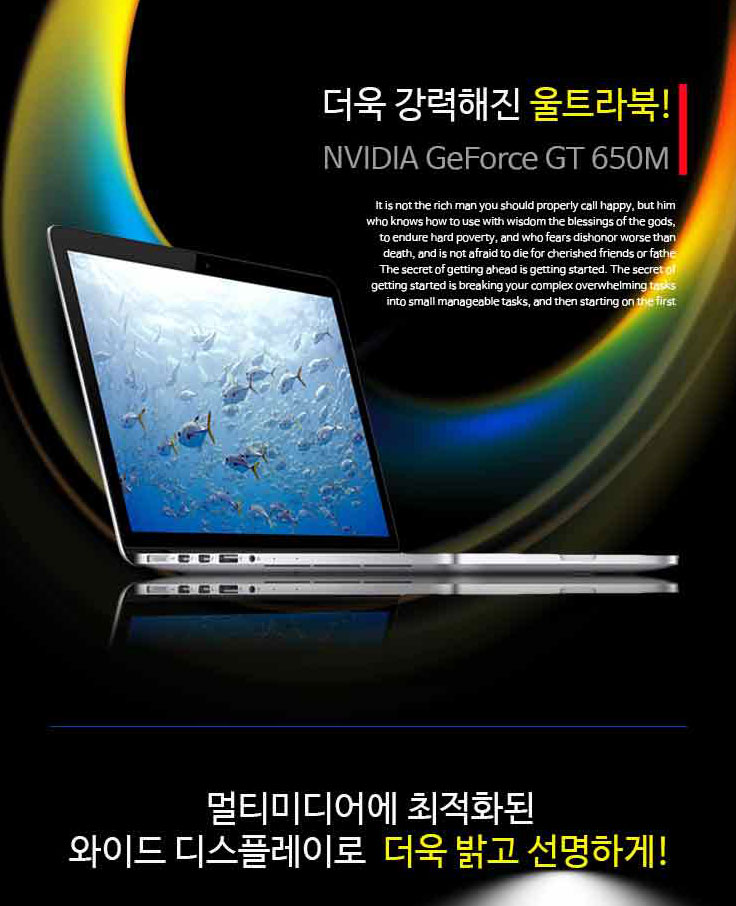 더욱 강력해진 울트라북!
NVIDIA GeForce GT 650M
It is not the rich man you should properly call happy, but him
who knows how to use with wisdom the blessings of the gods,
to endure hard poverty, and who fears dishonor worse than
death, and is not afraid to die for cherished friends or fathe
The secret of getting ahead is getting started. The secret of
getting started is breaking your complex overwhelming tasks
into small manageable tasks, and then starting on the first
멀티미디어에 최적화된
와이드 디스플레이로 더욱 밝고 선명하게!